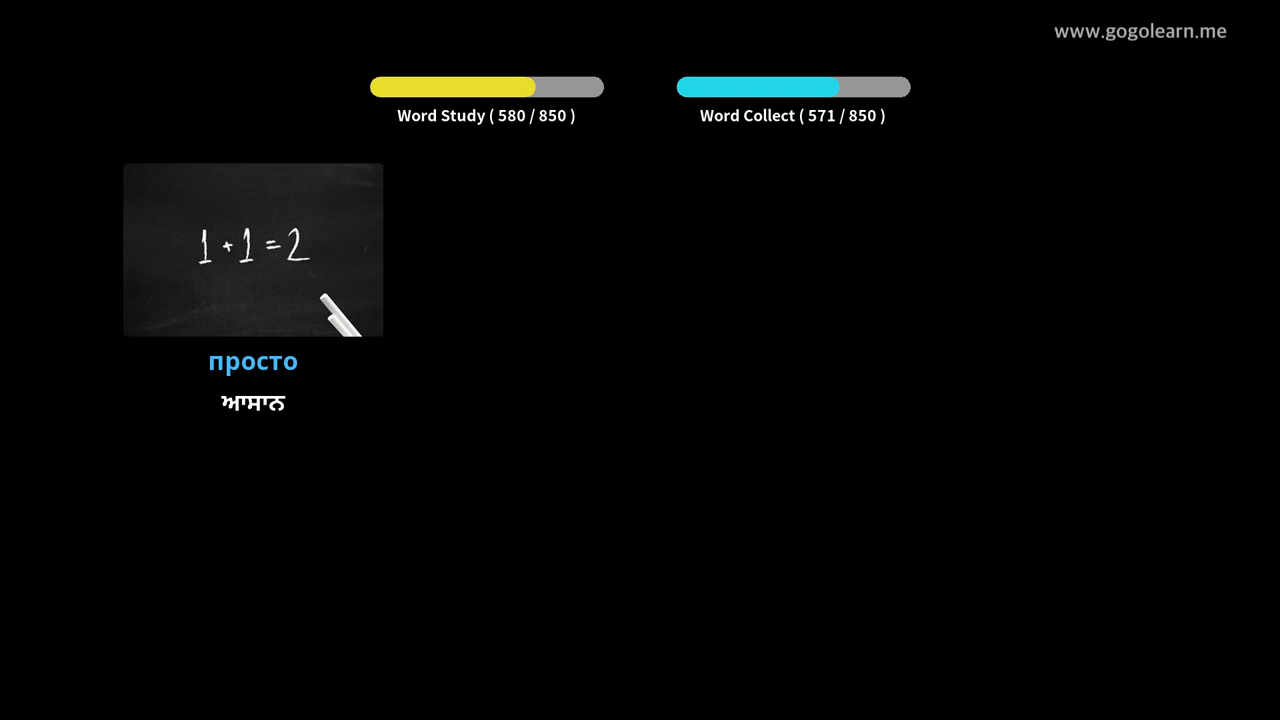 www.gogolearn.me
Word Study ( 580 / 850 )
Word Collect ( 571 / 850 )
1 + 1 = 2
просто
ਆਸਾਨ